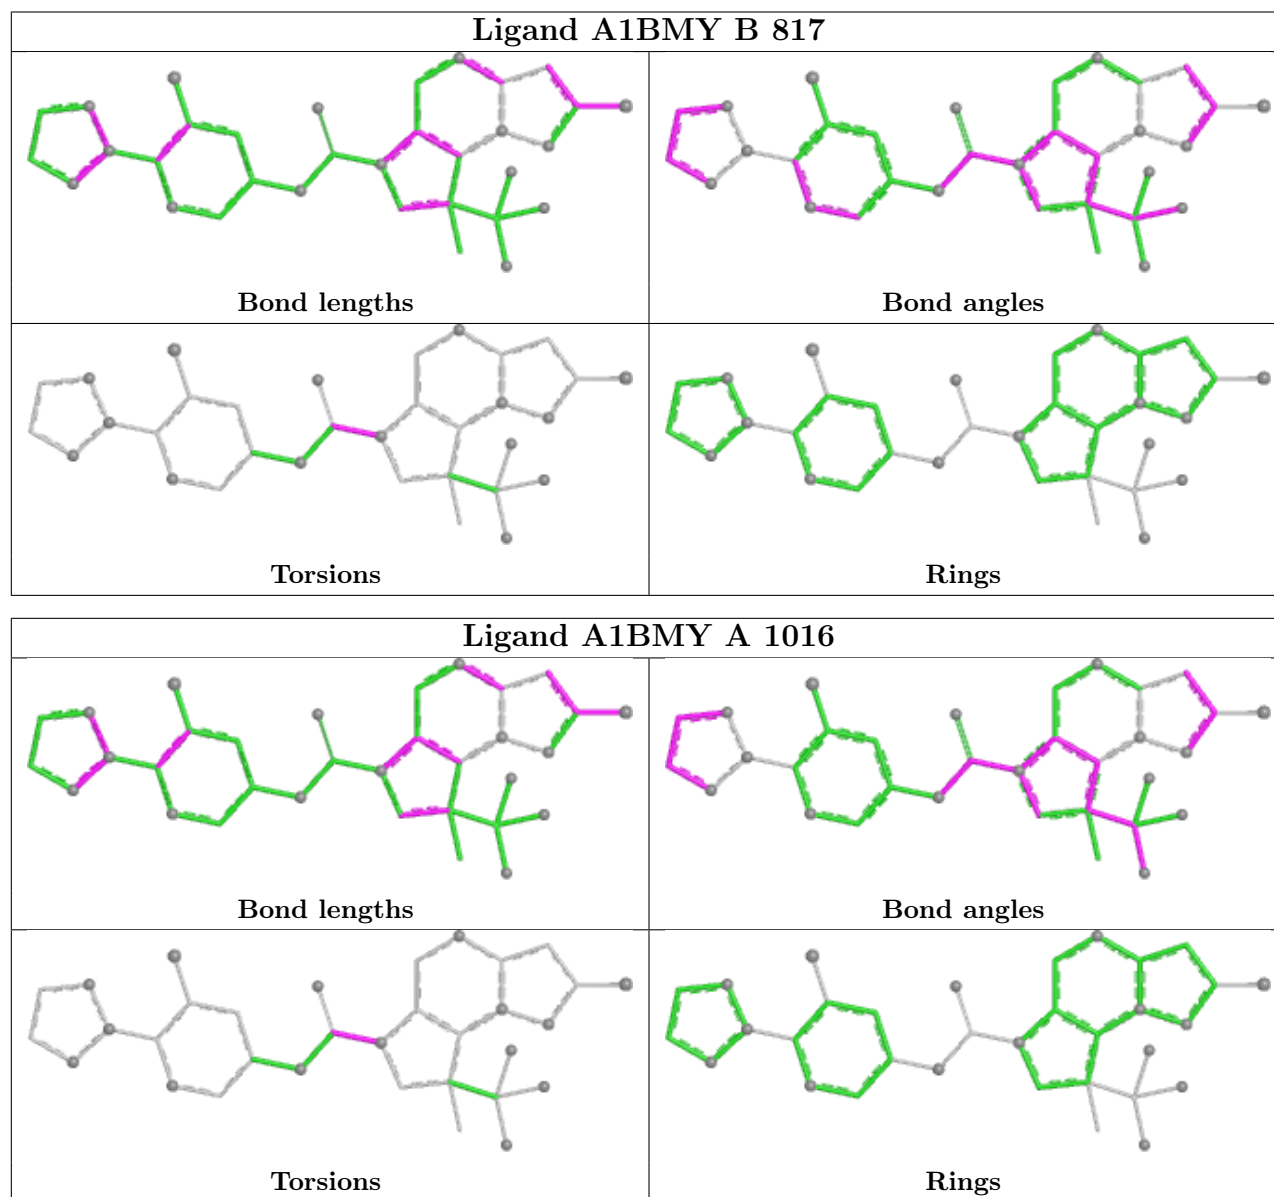 Ligand A1BMY B 817
Bond lengths
Bond angles
Torsions
Rings
Ligand A1BMY A 1016
Bond lengths
Bond angles
Torsions
Rings